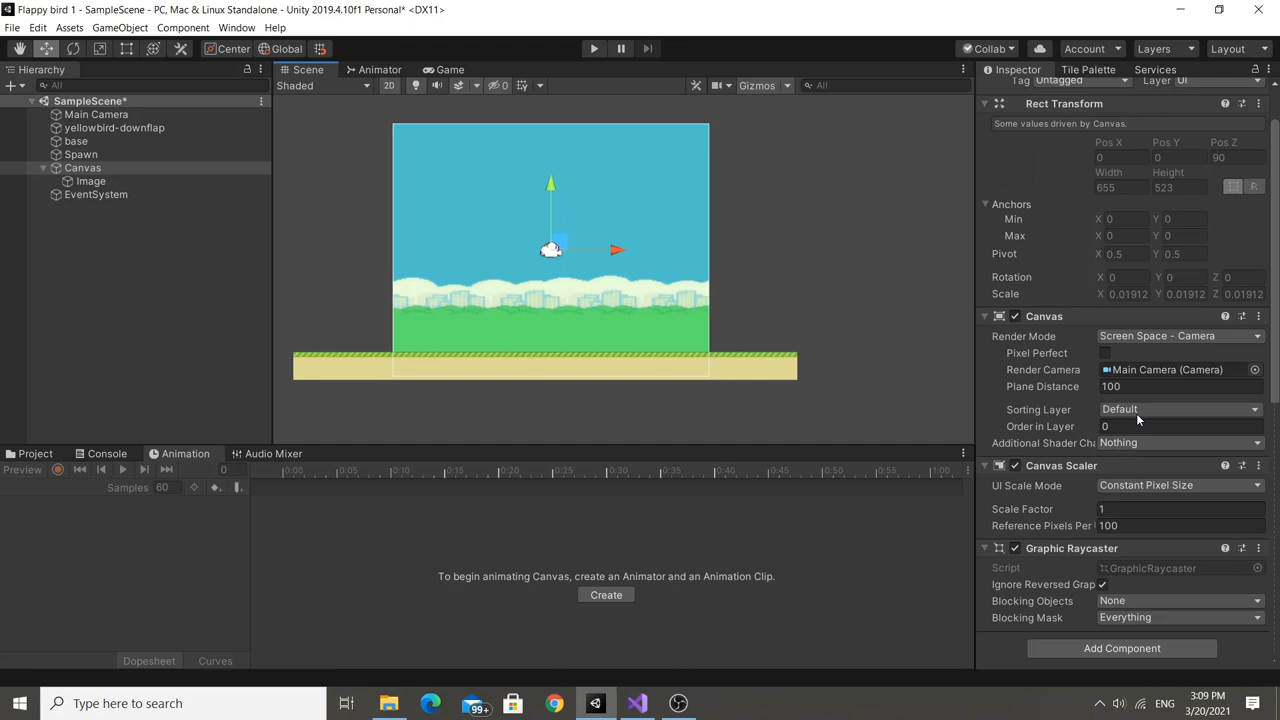 Flappy bird 1 - SampleScene - PC, Mac & Linux Standalone - Unity 2019.4.10f1 Personal* <DX11>
File Edit Assets GameObject Component Window Help
Center Global Collab Account Layers Layout
Hierarchy Scene Animator Game Inspector Tile Palette Services
All Shaded 2D 0 Gizmos All
Tag Untagged Layer UI
SampleScene*
Main Camera
yellowbird-downflap
base
Spawn
Canvas
Image
EventSystem
Rect Transform
Some values driven by Canvas.
Pos X Pos Y Pos Z
0 0 90
Width Height
655 523 R
Anchors
Min X 0 Y 0
Max X 0 Y 0
Pivot X 0.5 Y 0.5
Rotation X 0 Y 0 Z 0
Scale X 0.01912 Y 0.01912 Z 0.01912
Canvas
Render Mode Screen Space - Camera
Pixel Perfect
Render Camera Main Camera (Camera)
Plane Distance 100
Sorting Layer Default
Order in Layer 0
Additional Shader Cha Nothing
Canvas Scaler
UI Scale Mode Constant Pixel Size
Scale Factor 1
Reference Pixels Per 100
Graphic Raycaster
Script GraphicRaycaster
Ignore Reversed Grap
Blocking Objects None
Blocking Mask Everything
Add Component
Project Console Animation Audio Mixer
Preview 0 0:00 0:05 0:10 0:15 0:20 0:25 0:30 0:35 0:40 0:45 0:50 0:55 1:00
Samples 60
To begin animating Canvas, create an Animator and an Animation Clip.
Create
Dopesheet Curves
Type here to search 99+ ENG 3:09 PM
3/20/2021